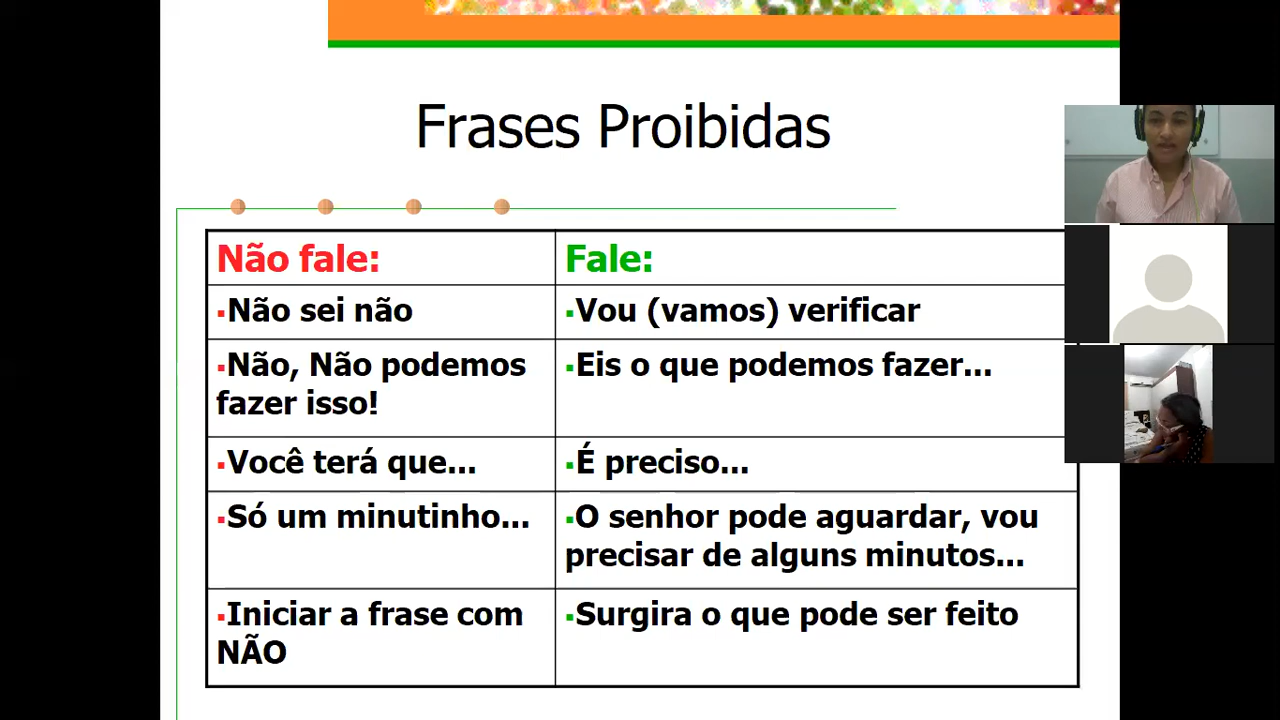 Frases Proibidas
Não fale:
Fale:
▪Não sei não
▪Vou (vamos) verificar
▪Não, Não podemos
fazer isso!
▪Eis o que podemos fazer...
▪Você terá que...
▪É preciso...
▪Só um minutinho...
▪O senhor pode aguardar, vou
precisar de alguns minutos...
▪Iniciar a frase com
NÃO
▪Surgira o que pode ser feito